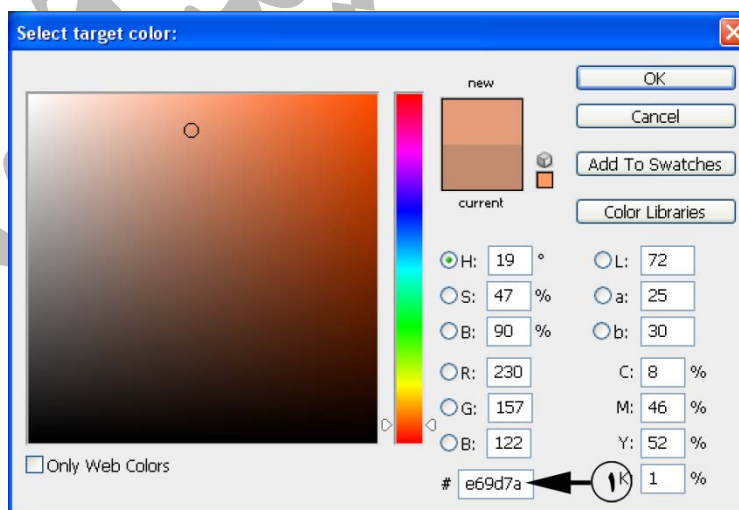 Select target color:
new
current
OK
Cancel
Add To Swatches
Color Libraries
H: 19 °
S: 47 %
B: 90 %
R: 230
G: 157
B: 122
# e69d7a
L: 72
a: 25
b: 30
C: 8 %
M: 46 %
Y: 52 %
K: 1 %
۱
Only Web Colors